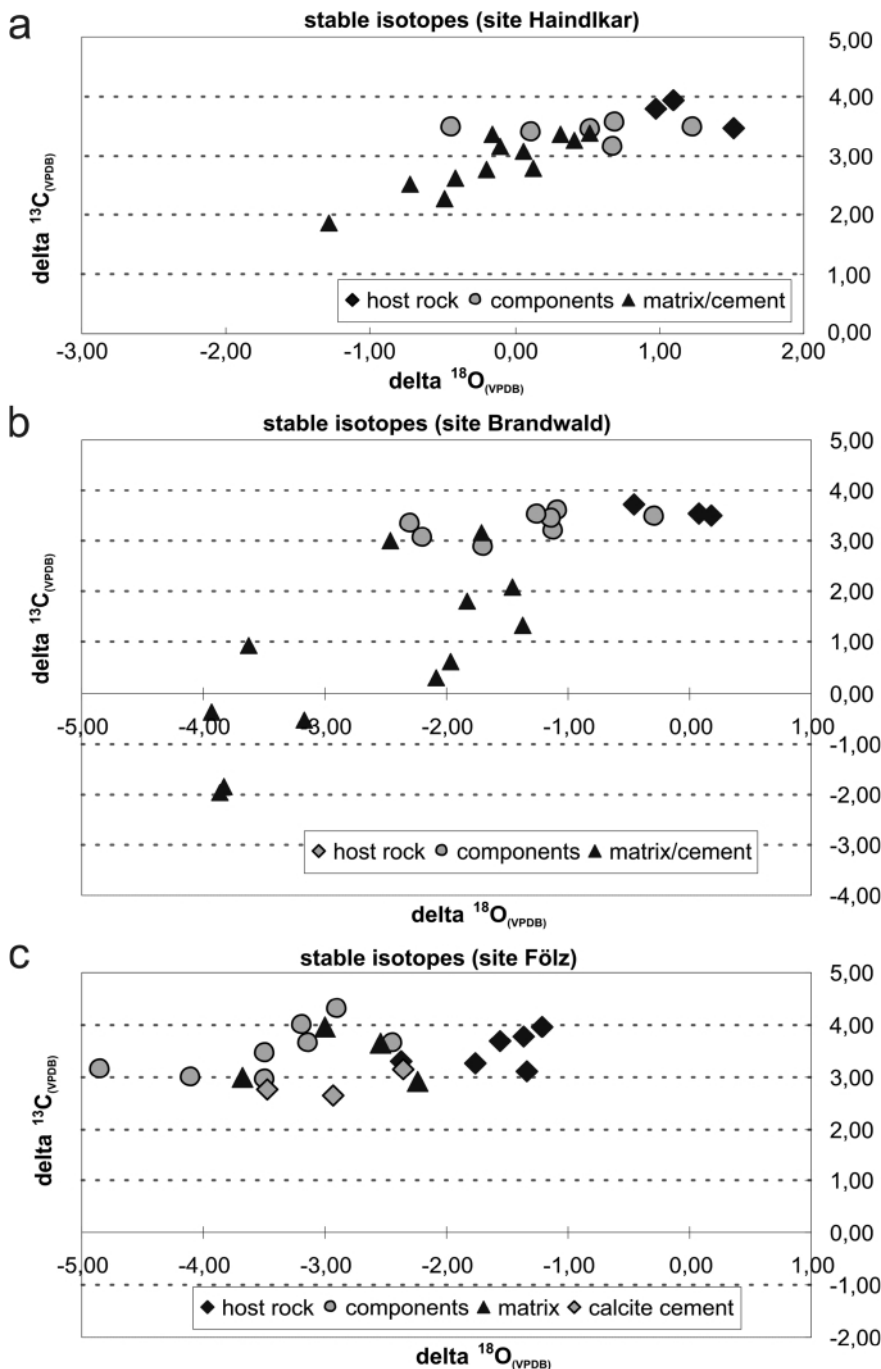 a
stable isotopes (site Haindlkar)
5,00
4,00
3,00
2,00
1,00
0,00
delta 13C(VPDB)
host rock components matrix/cement
-3,00 -2,00 -1,00 0,00 1,00 2,00
delta 18O(VPDB)
b
stable isotopes (site Brandwald)
5,00
4,00
3,00
2,00
1,00
0,00
-1,00
-2,00
-3,00
-4,00
delta 13C(VPDB)
-5,00 -4,00 -3,00 -2,00 -1,00 0,00 1,00
host rock components matrix/cement
delta 18O(VPDB)
c
stable isotopes (site Fölz)
5,00
4,00
3,00
2,00
1,00
0,00
-1,00
-2,00
delta 13C(VPDB)
-5,00 -4,00 -3,00 -2,00 -1,00 0,00 1,00
host rock components matrix calcite cement
delta 18O(VPDB)